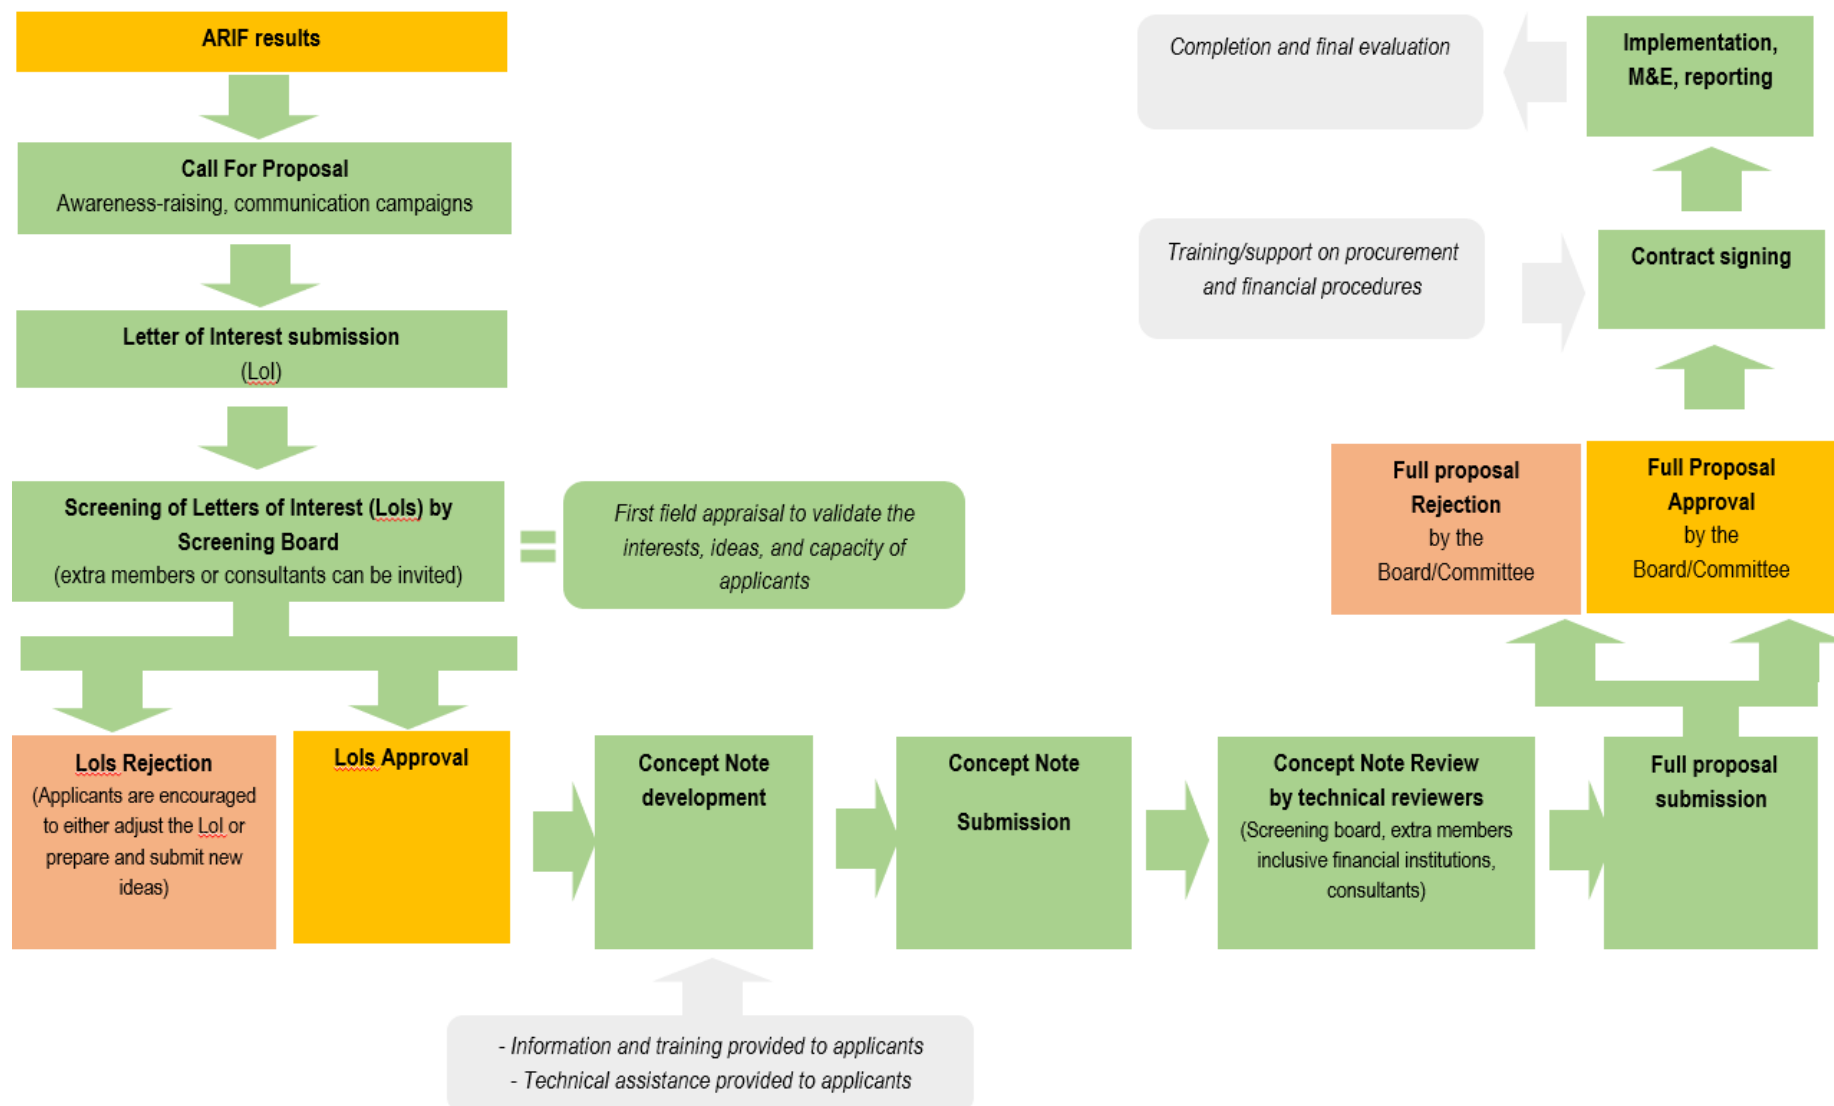 ARIF results
Call For Proposal
Awareness-raising, communication campaigns
Letter of Interest submission
(LoI)
Screening of Letters of Interest (LoIs) by
Screening Board
(extra members or consultants can be invited)
First field appraisal to validate the
interests, ideas, and capacity of
applicants
LoIs Rejection
(Applicants are encouraged
to either adjust the LoI or
prepare and submit new
ideas)
LoIs Approval
Concept Note
development
- Information and training provided to applicants
- Technical assistance provided to applicants
Concept Note
Submission
Concept Note Review
by technical reviewers
(Screening board, extra members
inclusive financial institutions,
consultants)
Full proposal
submission
Full proposal
Rejection
by the
Board/Committee
Full Proposal
Approval
by the
Board/Committee
Contract signing
Training/support on procurement
and financial procedures
Implementation,
M&E, reporting
Completion and final evaluation